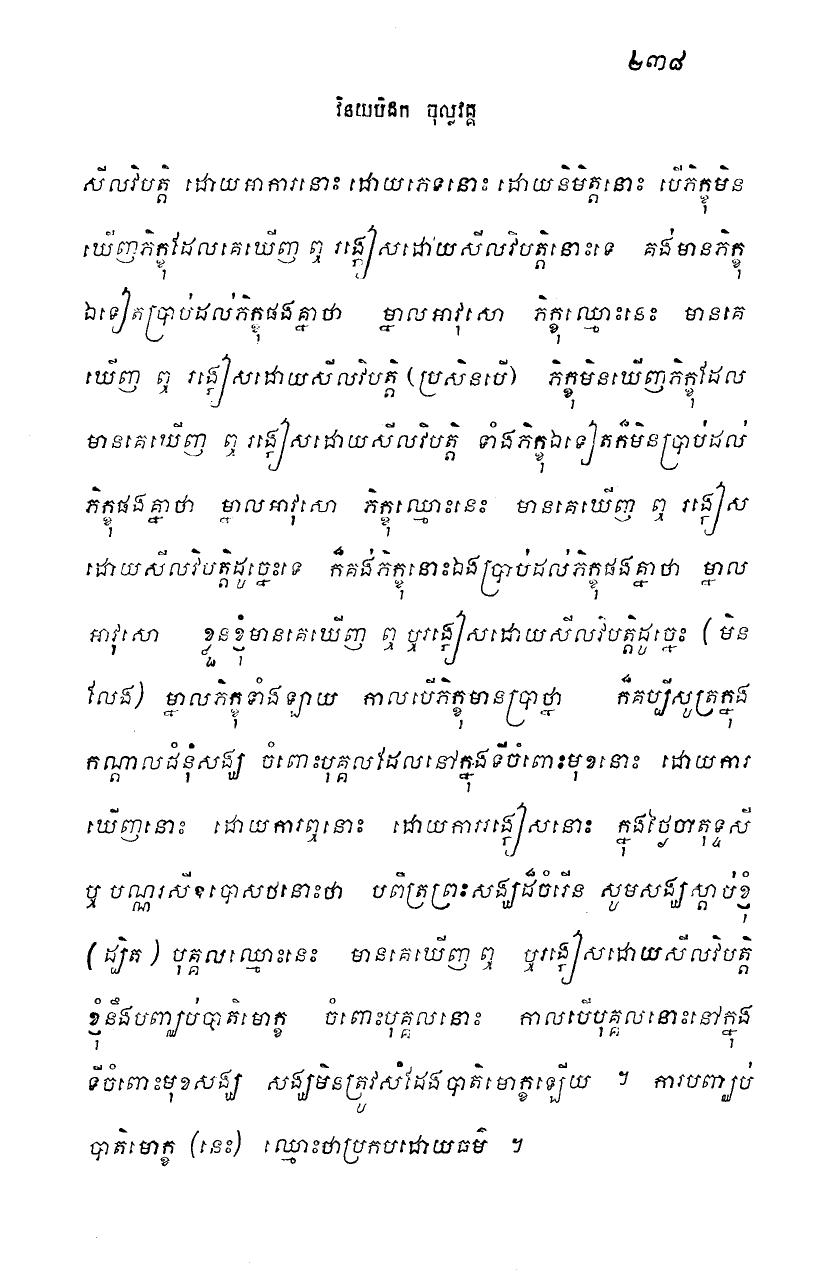 ២៣៨
វិនយបិដក ចុល្លវគ្គ
សីលវិបត្តិ ដោយអាការនោះ ដោយភេទនោះ ដោយនិមិត្តនោះ បើភិក្ខុមិន
ឃើញភិក្ខុដែលគេឃើញ ឮ រង្កៀសដោយសីលវិបត្តិនោះទេ គង់មានភិក្ខុ
ឯទៀតប្រាប់ដល់ភិក្ខុផងគ្នាថា ម្នាលអាវុសោ ភិក្ខុឈ្មោះនេះ មានគេ
ឃើញ ឮ រង្កៀសដោយសីលវិបត្តិ (ប្រសិនបើ) ភិក្ខុមិនឃើញភិក្ខុដែល
មានគេឃើញ ឮ រង្កៀសដោយសីលវិបត្តិ ទាំងភិក្ខុឯទៀតក៏មិនប្រាប់ដល់
ភិក្ខុផងគ្នាថា ម្នាលអាវុសោ ភិក្ខុឈ្មោះនេះ មានគេឃើញ ឮ រង្កៀស
ដោយសីលវិបត្តិដូច្នេះទេ ក៏គង់ភិក្ខុនោះឯងប្រាប់ដល់ភិក្ខុផងគ្នាថា ម្នាល
អាវុសោ ខ្លួនខ្ញុំមានគេឃើញ ឮ ឬរង្កៀសដោយសីលវិបត្តិដូច្នេះ (មិន
លែង) ម្នាលភិក្ខុទាំងឡាយ កាលបើភិក្ខុមានប្រាថ្នា ក៏គប្បីសូត្រក្នុង
កណ្តាលជំនុំសង្ឃ ចំពោះបុគ្គលដែលនៅក្នុងទីចំពោះមុខនោះ ដោយការ
ឃើញនោះ ដោយការឮនោះ ដោយការរង្កៀសនោះ ក្នុងថ្ងៃចាតុទ្ទសី
ឬ បណ្ណរសីឧបោសថនោះថា បពិត្រព្រះសង្ឃដ៏ចំរើន សូមសង្ឃស្តាប់ខ្ញុំ
(ដ្បិត) បុគ្គលឈ្មោះនេះ មានគេឃើញ ឮ ឬរង្កៀសដោយសីលវិបត្តិ
ខ្ញុំនឹងបញ្ឈប់បាតិមោក្ខ ចំពោះបុគ្គលនោះ កាលបើបុគ្គលនោះនៅក្នុង
ទីចំពោះមុខសង្ឃ សង្ឃមិនត្រូវសំដែងបាតិមោក្ខឡើយ ។ ការបញ្ឈប់
បាតិមោក្ខ (នេះ) ឈ្មោះថាប្រកបដោយធម៌ ។